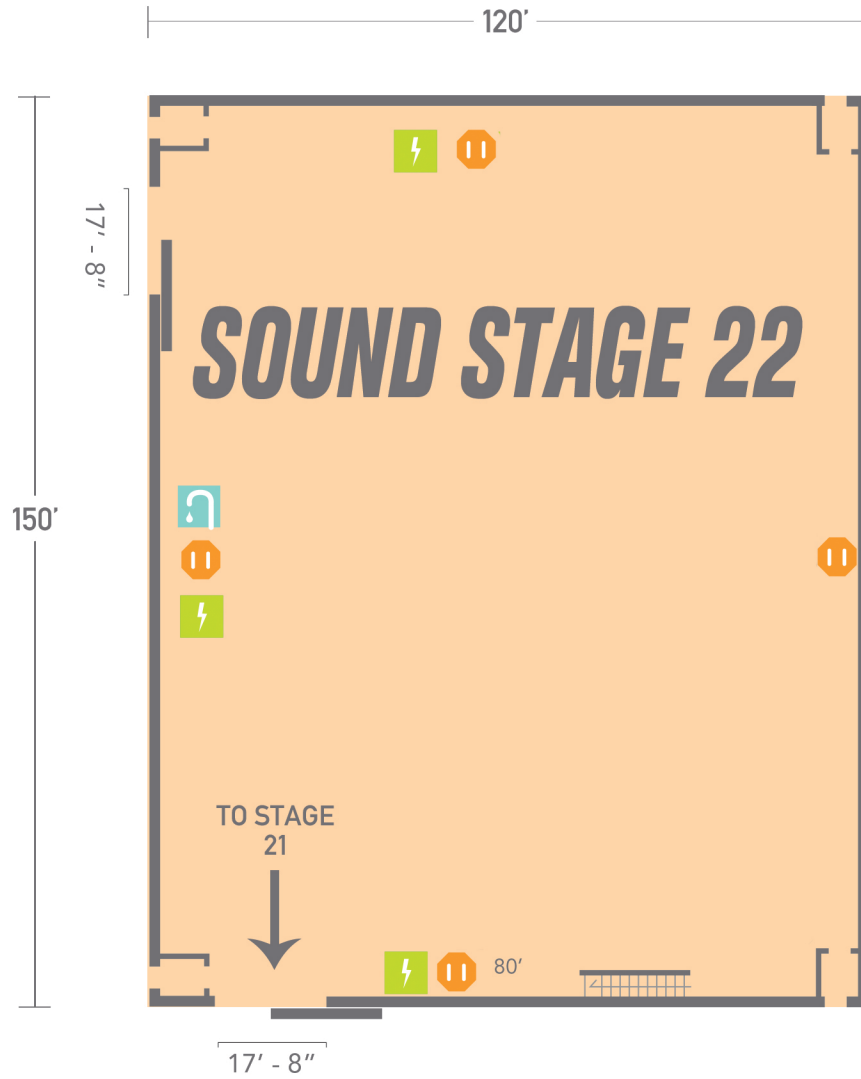 120'
17' - 8"
SOUND STAGE 22
150'
TO STAGE
21
80'
17' - 8"